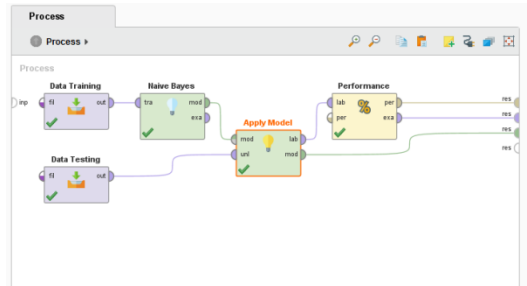 Process
Process
Process
Data Training
Naive Bayes
Performance
inp
fil
out
tra
mod
exa
lab
per
per
exa
res
res
res
res
Apply Model
mod
lab
unl
mod
Data Testing
fil
out